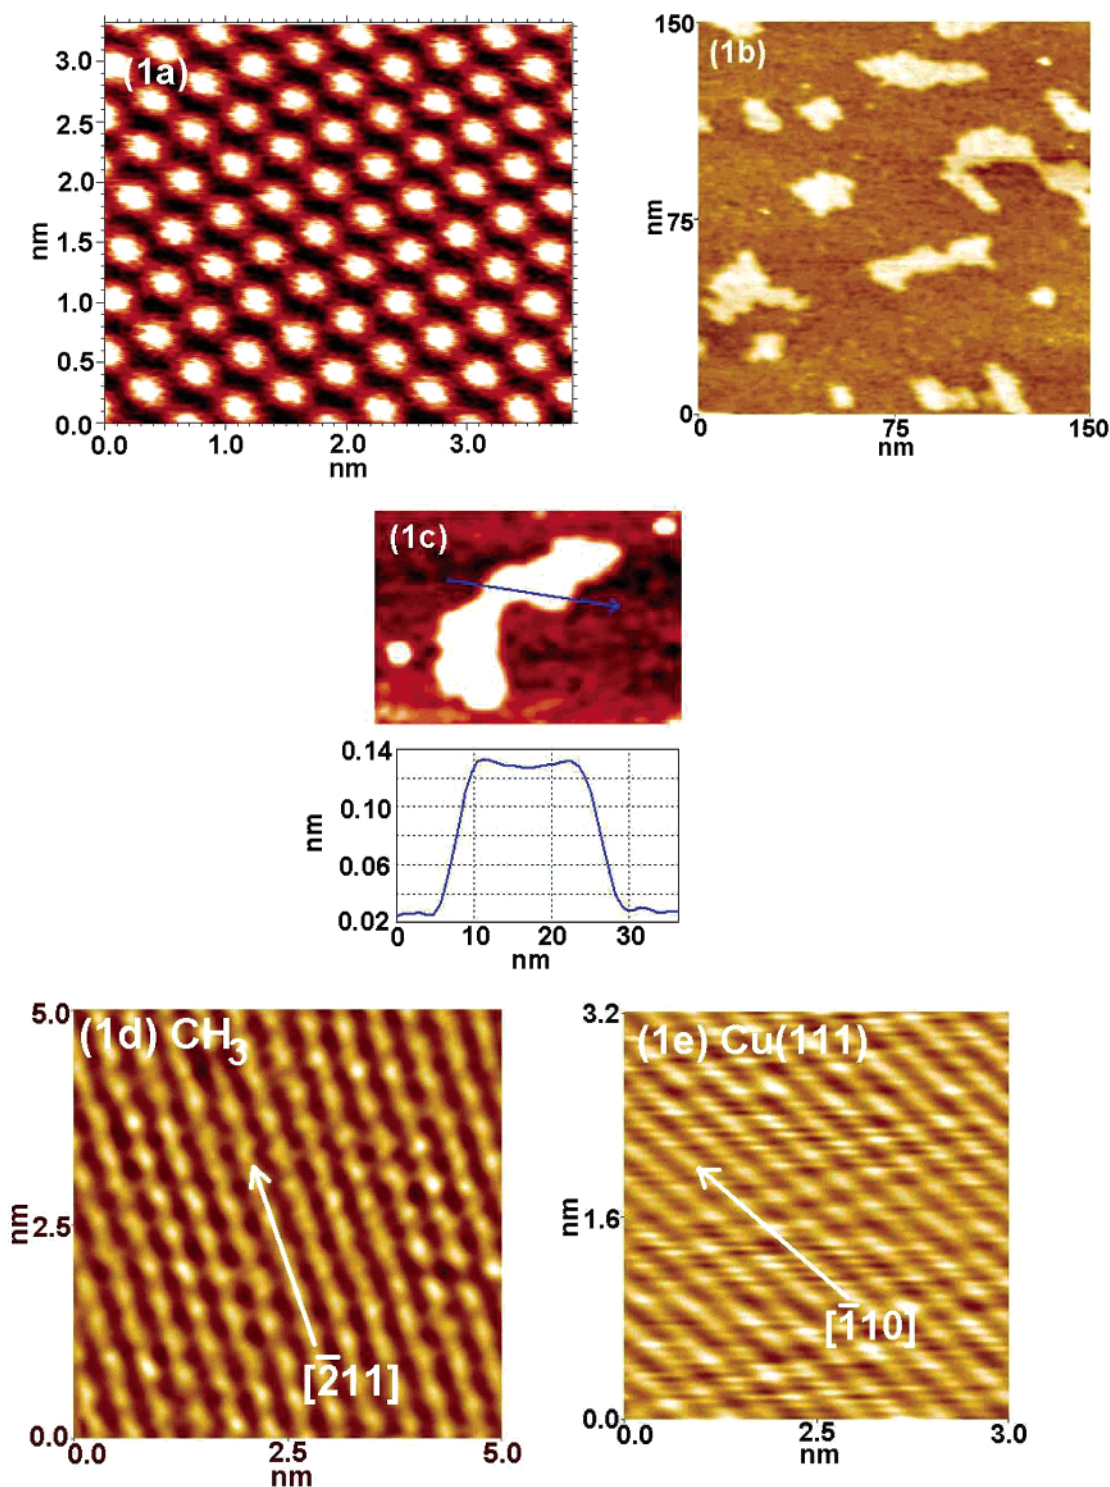 (1a)
3.0
2.5
2.0
1.5
1.0
0.5
0.0
nm
0.0 1.0 2.0 3.0
nm
(1b)
150
75
0
nm
0 75 150
nm
(1c)
0.14
0.10
0.06
0.02
nm
0 10 20 30
nm
(1d) CH₃
5.0
2.5
0.0
nm
[2̅11]
0.0 2.5 5.0
nm
(1e) Cu(111)
3.2
1.6
0.0
nm
[1̅10]
0.0 2.5 3.0
nm